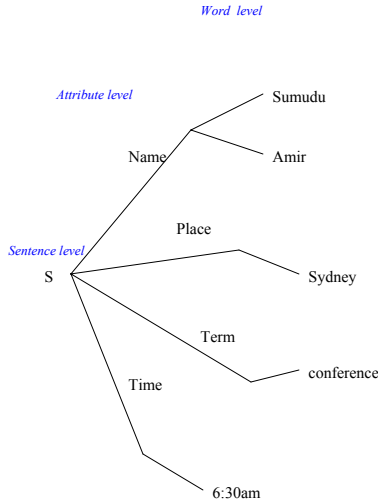 Word level
Attribute level
Sumudu
Name
Amir
Place
Sentence level
S
Sydney
Term
conference
Time
6:30am